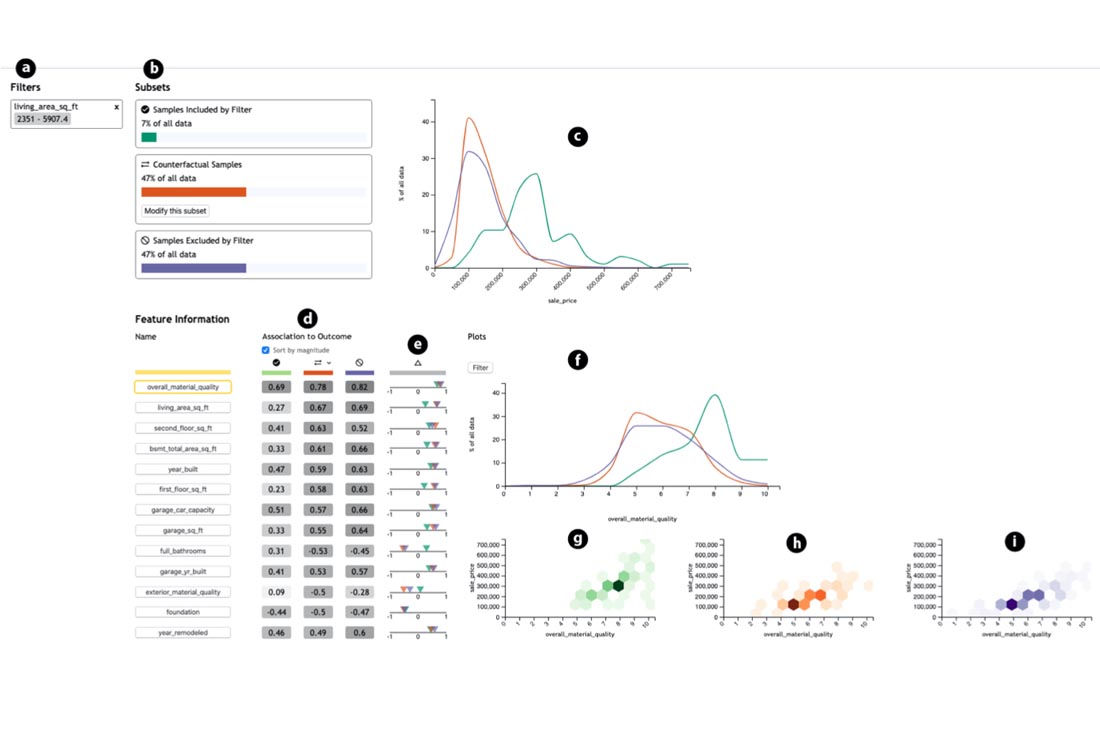 a
b
Filters
Subsets
living_area_sq_ft x
2351 - 5907.4
Samples Included by Filter
7% of all data
Counterfactual Samples
47% of all data
Modify this subset
Samples Excluded by Filter
47% of all data
c
% of all data
40
30
20
10
0
0 100,000 200,000 300,000 400,000 500,000 600,000 700,000
sale_price
Feature Information
d
Name
Association to Outcome
Sort by magnitude
e
overall_material_quality 0.69 0.78 0.82 -1 0 1
living_area_sq_ft 0.27 0.67 0.69 -1 0 1
second_floor_sq_ft 0.41 0.63 0.52 -1 0 1
bsmt_total_area_sq_ft 0.33 0.61 0.66 -1 0 1
year_built 0.47 0.59 0.63 -1 0 1
first_floor_sq_ft 0.23 0.58 0.63 -1 0 1
garage_car_capacity 0.51 0.57 0.66 -1 0 1
garage_sq_ft 0.33 0.55 0.64 -1 0 1
full_bathrooms 0.31 -0.53 -0.45 -1 0 1
garage_yr_built 0.41 0.53 0.57 -1 0 1
exterior_material_quality 0.09 -0.5 -0.28 -1 0 1
foundation -0.44 -0.5 -0.47 -1 0 1
year_remodeled 0.46 0.49 0.6 -1 0 1
Plots
Filter
f
% of all data
40
30
20
10
0
0 1 2 3 4 5 6 7 8 9 10
overall_material_quality
g
sale_price
700,000
600,000
500,000
400,000
300,000
200,000
100,000
0
0 1 2 3 4 5 6 7 8 9 10
overall_material_quality
h
sale_price
700,000
600,000
500,000
400,000
300,000
200,000
100,000
0
0 1 2 3 4 5 6 7 8 9 10
overall_material_quality
i
sale_price
700,000
600,000
500,000
400,000
300,000
200,000
100,000
0
0 1 2 3 4 5 6 7 8 9 10
overall_material_quality